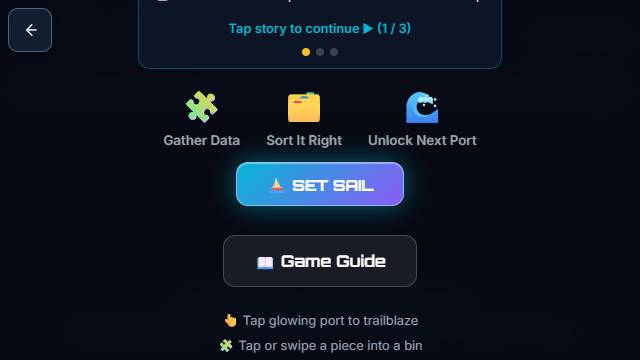 Tap story to continue ▶ (1 / 3)
Gather Data
Sort It Right
Unlock Next Port
SET SAIL
Game Guide
Tap glowing port to trailblaze
Tap or swipe a piece into a bin